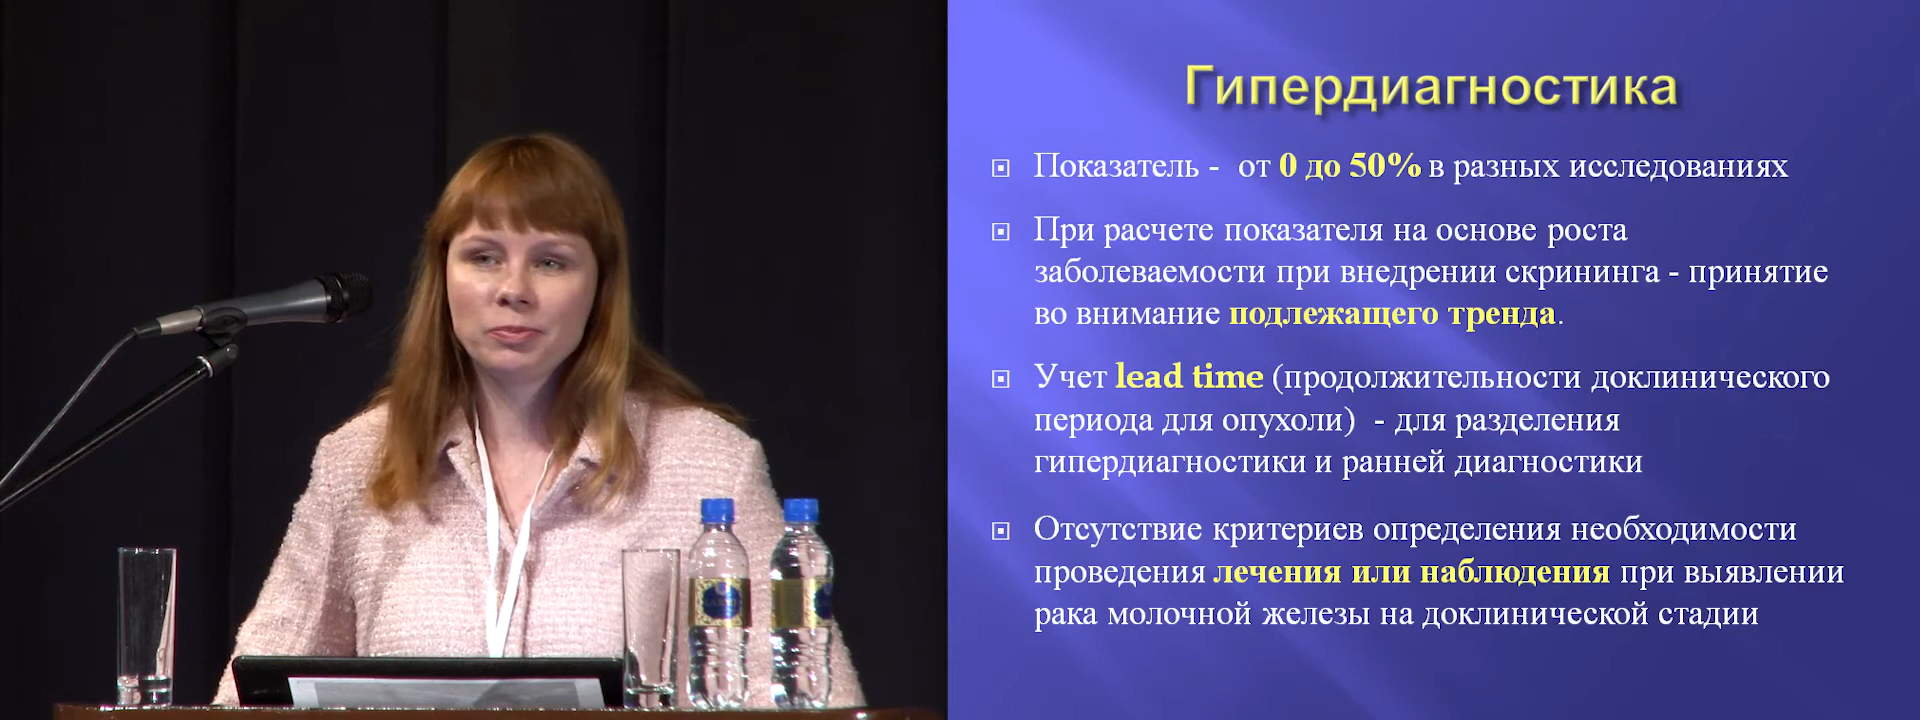 Гипердиагностика
Показатель - от 0 до 50% в разных исследованиях
При расчете показателя на основе роста
заболеваемости при внедрении скрининга - принятие
во внимание подлежащего тренда.
Учет lead time (продолжительности доклинического
периода для опухоли) - для разделения
гипердиагностики и ранней диагностики
Отсутствие критериев определения необходимости
проведения лечения или наблюдения при выявлении
рака молочной железы на доклинической стадии